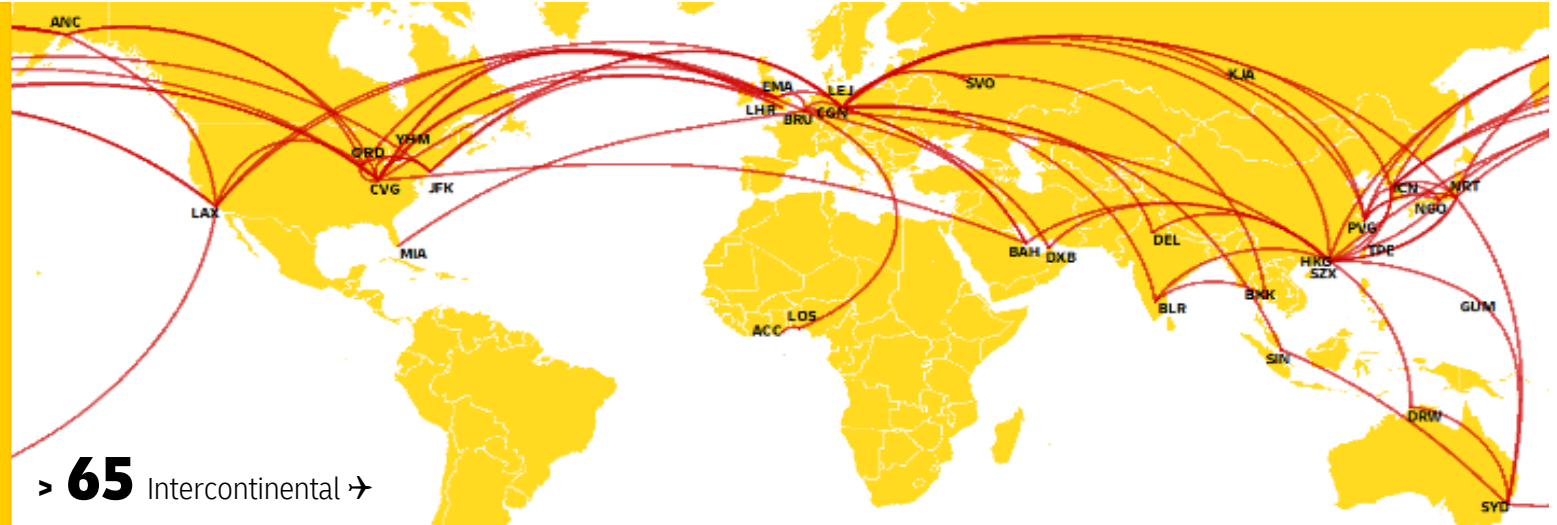 ANC
KJA
SVO
EMA
LEJ
LHR
BRU
CGN
YHM
ORD
CVG
JFK
ICN
NRT
NGO
LAX
PVG
MIA
BAH
DXB
DEL
TPE
HKG
SZX
BKK
BLR
GUM
LOS
ACC
SIN
DRW
> 65 Intercontinental ✈
SYD